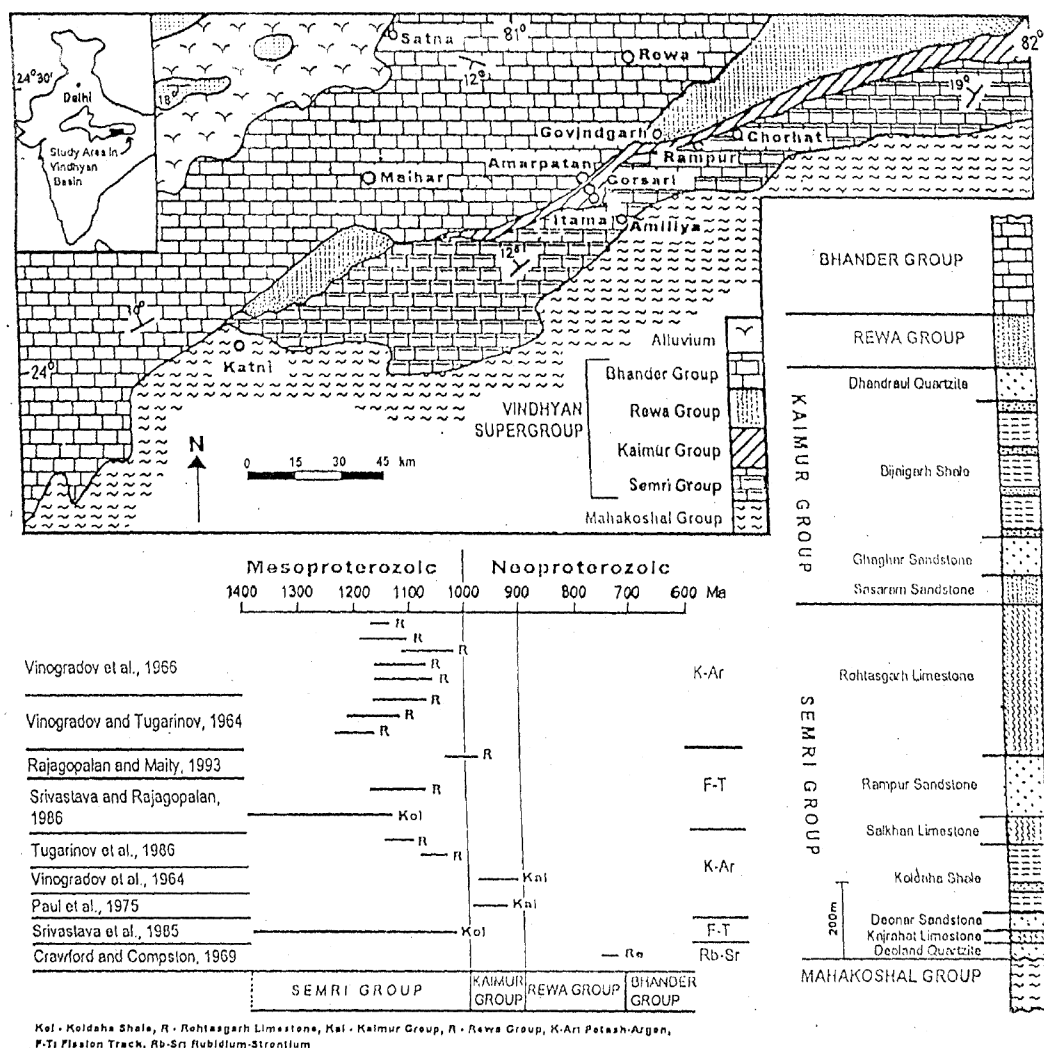 24° 30'
Delhi
Study Area In
Vindhyan
Basin
18°
Satna
81°
12°
Rewa
82°
19°
Govindgarh
Chorhat
Rampur
Amarpatan
Maihar
Gorsari
Itama
Amiliya
12°
24°
Katni
N
0 15 30 45 km
Alluvium
Bhander Group
VINDHYAN
SUPERGROUP
Rewa Group
Kaimur Group
Semri Group
Mahakoshal Group
BHANDER GROUP
REWA GROUP
KAIMUR GROUP
Dhandraul Quartzite
Bijaigarh Shale
Ghaghar Sandstone
Sasaram Sandstone
SEMRI GROUP
Rohtasgarh Limestone
Rampur Sandstone
Salkhan Limestone
Koldaha Shale
200m
Deonar Sandstone
Kajrahat Limestone
Deoland Quartzite
MAHAKOSHAL GROUP
Mesoproterozoic Neoproterozoic
1400 1300 1200 1100 1000 900 800 700 600 Ma
R
R
R
R
R
Vinogradov et al., 1966
K-Ar
R
R
R
Vinogradov and Tugarinov, 1964
R
Rajagopalan and Maity, 1993
R
Srivastava and Rajagopalan,
1986
Kol
F-T
R
R
Tugarinov et al., 1986
K-Ar
Vinogradov et al., 1964
Kai
Paul et al., 1975
Kai
Srivastava et al., 1985
Kol
F-T
Crawford and Compston, 1969
Re
Rb-Sr
SEMRI GROUP
KAIMUR
GROUP
REWA GROUP
BHANDER
GROUP
Kol - Koldaha Shale, R - Rohtasgarh Limestone, Kai - Kaimur Group, R - Rewa Group, K-Ar: Potash-Argon,
F-T: Fission Track, Rb-Sr: Rubidium-Strontium